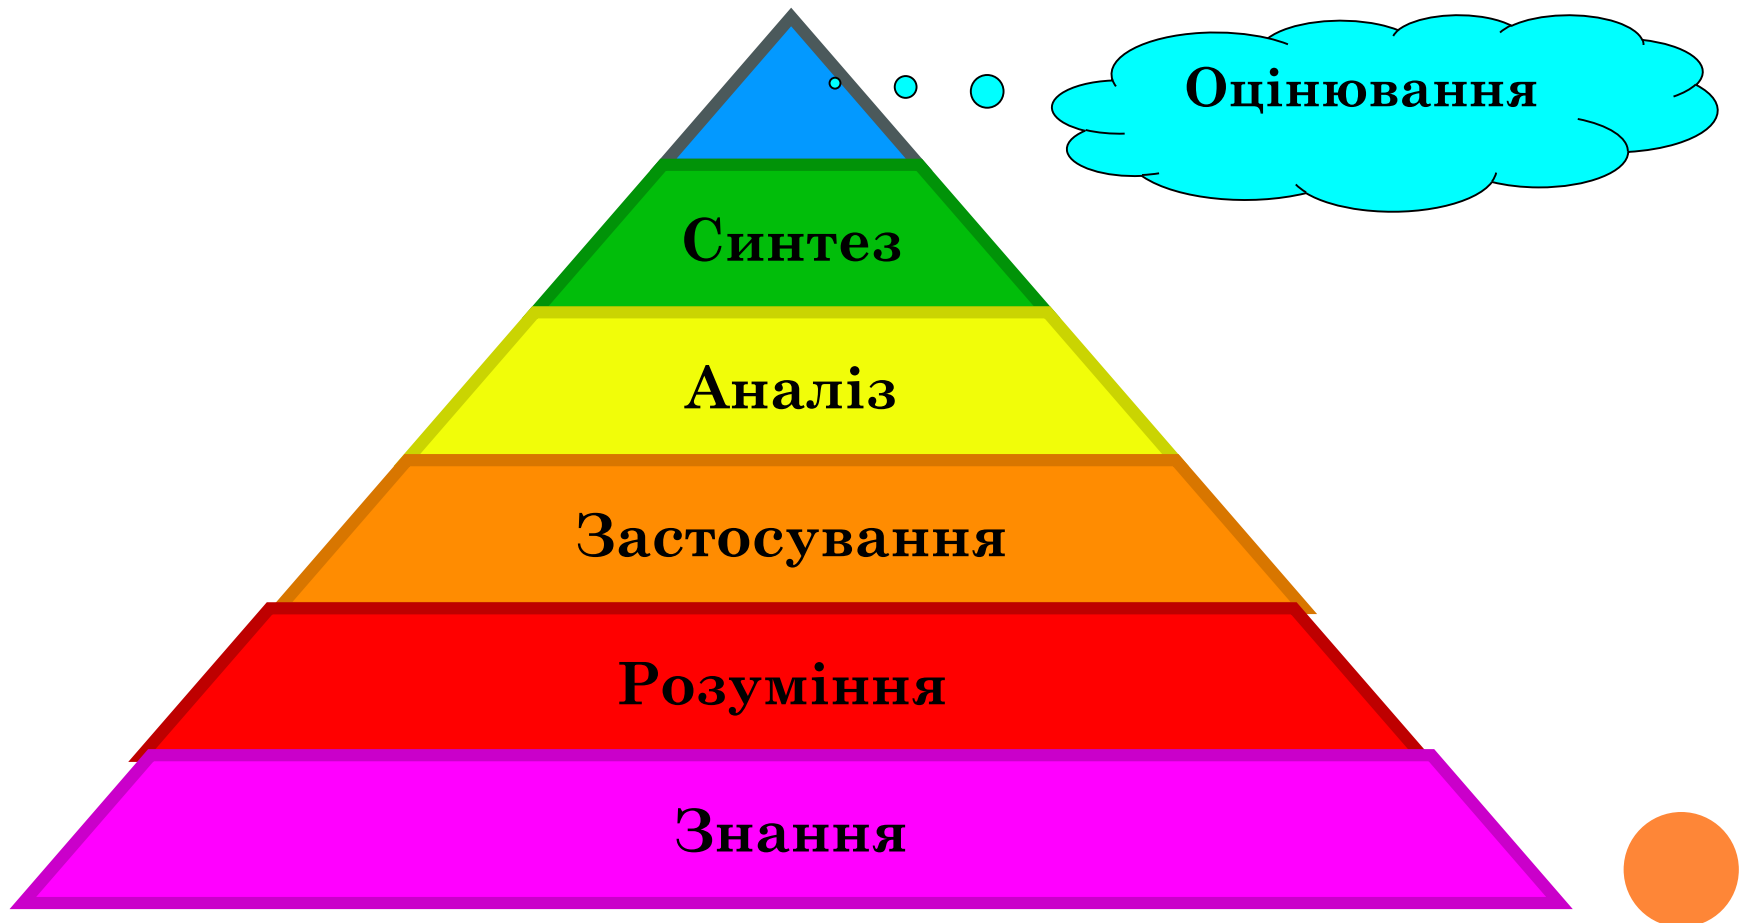 Оцінювання
Синтез
Аналіз
Застосування
Розуміння
Знання